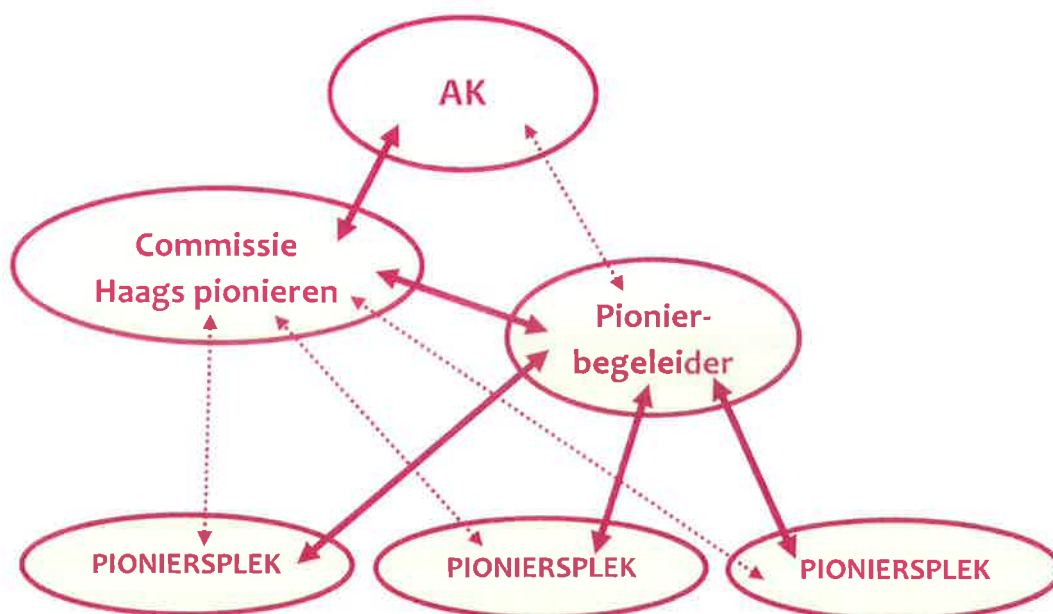 AK
Commissie
Haags pionieren
Pionier-
begeleider
PIONIERSPLEK
PIONIERSPLEK
PIONIERSPLEK